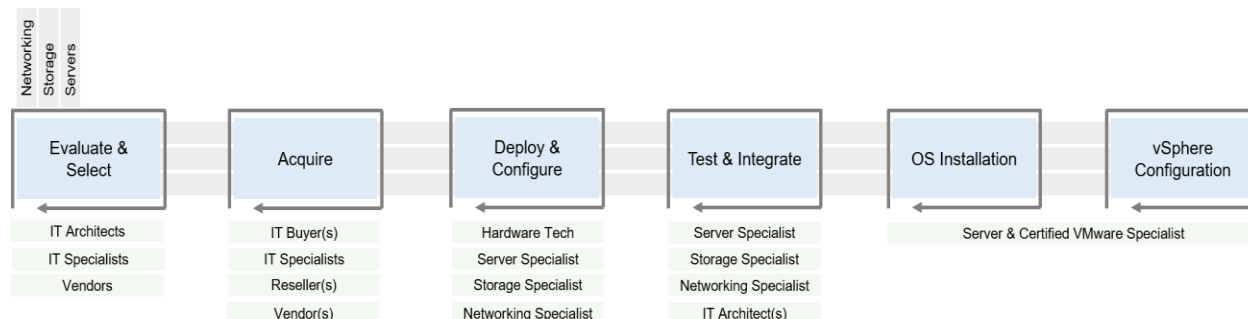 Networking
Storage
Servers
Evaluate &
Select
Acquire
Deploy &
Configure
Test & Integrate
OS Installation
vSphere
Configuration
IT Architects
IT Specialists
Vendors
IT Buyer(s)
IT Specialists
Reseller(s)
Vendor(s)
Hardware Tech
Server Specialist
Storage Specialist
Networking Specialist
Server Specialist
Storage Specialist
Networking Specialist
IT Architect(s)
Server & Certified VMware Specialist